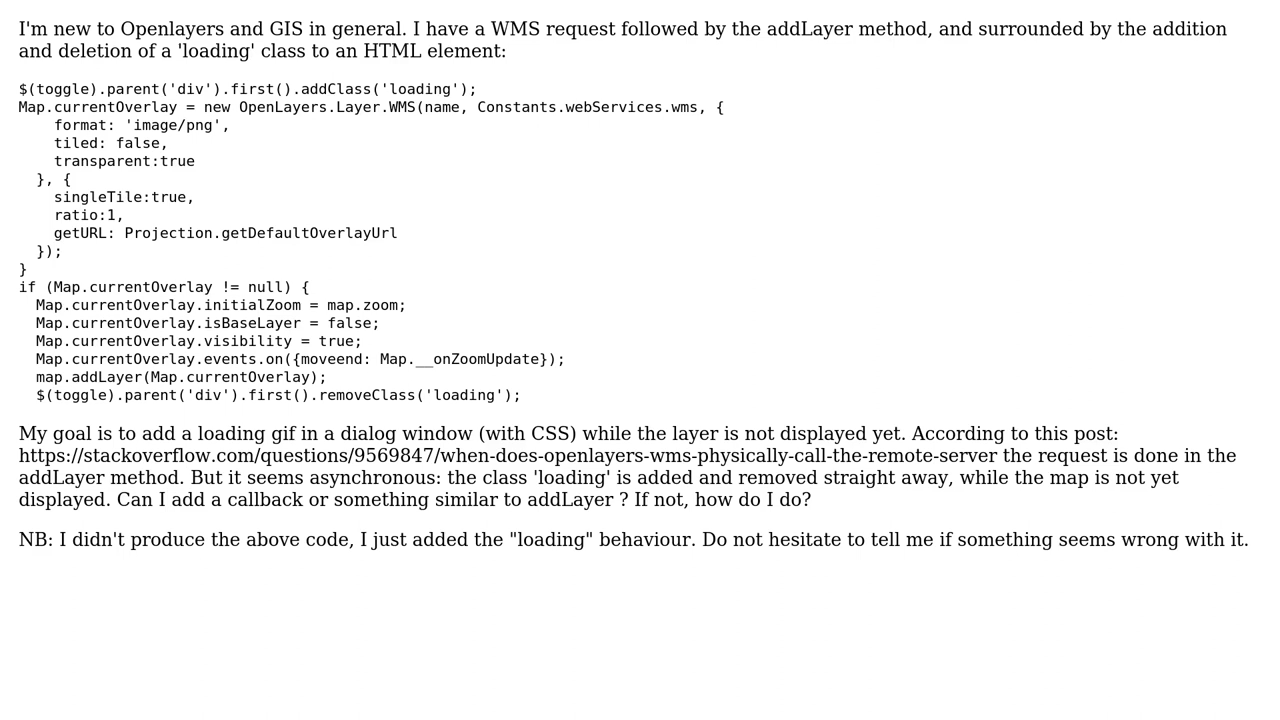 I'm new to Openlayers and GIS in general. I have a WMS request followed by the addLayer method, and surrounded by the addition
and deletion of a 'loading' class to an HTML element:
$(toggle).parent('div').first().addClass('loading');
Map.currentOverlay = new OpenLayers.Layer.WMS(name, Constants.webServices.wms, {
    format: 'image/png',
    tiled: false,
    transparent:true
  }, {
    singleTile:true,
    ratio:1,
    getURL: Projection.getDefaultOverlayUrl
  });
}
if (Map.currentOverlay != null) {
  Map.currentOverlay.initialZoom = map.zoom;
  Map.currentOverlay.isBaseLayer = false;
  Map.currentOverlay.visibility = true;
  Map.currentOverlay.events.on({moveend: Map.__onZoomUpdate});
  map.addLayer(Map.currentOverlay);
  $(toggle).parent('div').first().removeClass('loading');
My goal is to add a loading gif in a dialog window (with CSS) while the layer is not displayed yet. According to this post:
https://stackoverflow.com/questions/9569847/when-does-openlayers-wms-physically-call-the-remote-server the request is done in the
addLayer method. But it seems asynchronous: the class 'loading' is added and removed straight away, while the map is not yet
displayed. Can I add a callback or something similar to addLayer ? If not, how do I do?
NB: I didn't produce the above code, I just added the "loading" behaviour. Do not hesitate to tell me if something seems wrong with it.